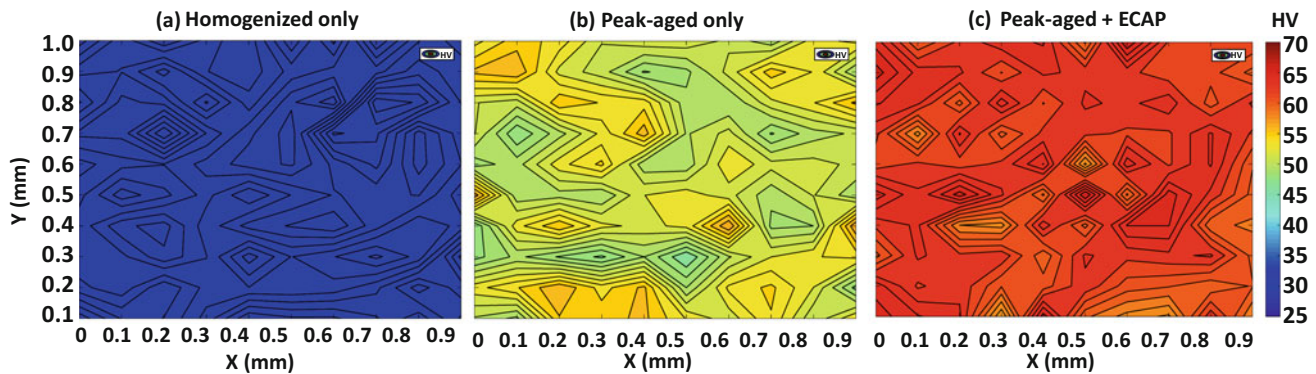 (a) Homogenized only
(b) Peak-aged only
(c) Peak-aged + ECAP
HV
HV
HV
HV
Y (mm)
1.0
0.9
0.8
0.7
0.6
0.5
0.4
0.3
0.2
0.1
0 0.1 0.2 0.3 0.4 0.5 0.6 0.7 0.8 0.9
X (mm)
0 0.1 0.2 0.3 0.4 0.5 0.6 0.7 0.8 0.9
X (mm)
0 0.1 0.2 0.3 0.4 0.5 0.6 0.7 0.8 0.9
X (mm)
70
65
60
55
50
45
40
35
30
25